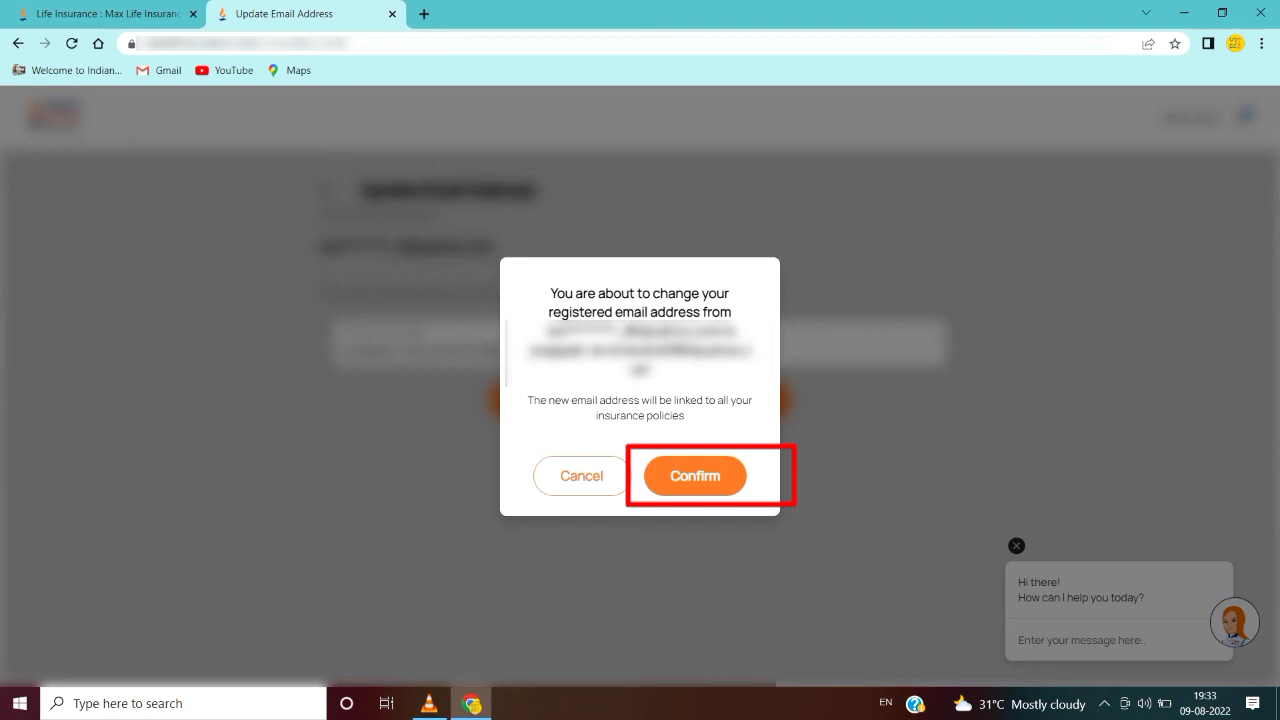 Life Insurance : Max Life Insuranc
Update Email Address
Welcome to Indian...
Gmail
YouTube
Maps
You are about to change your
registered email address from
The new email address will be linked to all your
insurance policies
Cancel
Confirm
Hi there!
How can I help you today?
Enter your message here..
Type here to search
EN
31°C Mostly cloudy
19:33
09-08-2022